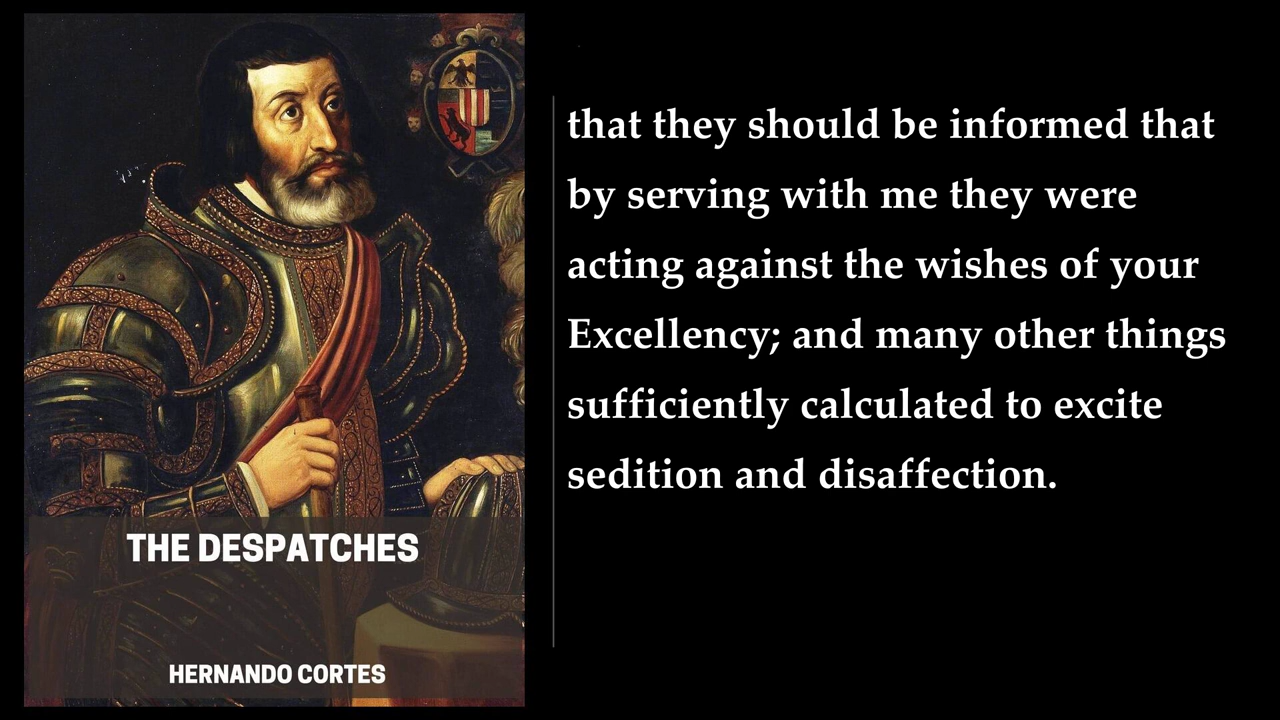 THE DESPATCHES
HERNANDO CORTES
that they should be informed that
by serving with me they were
acting against the wishes of your
Excellency; and many other things
sufficiently calculated to excite
sedition and disaffection.